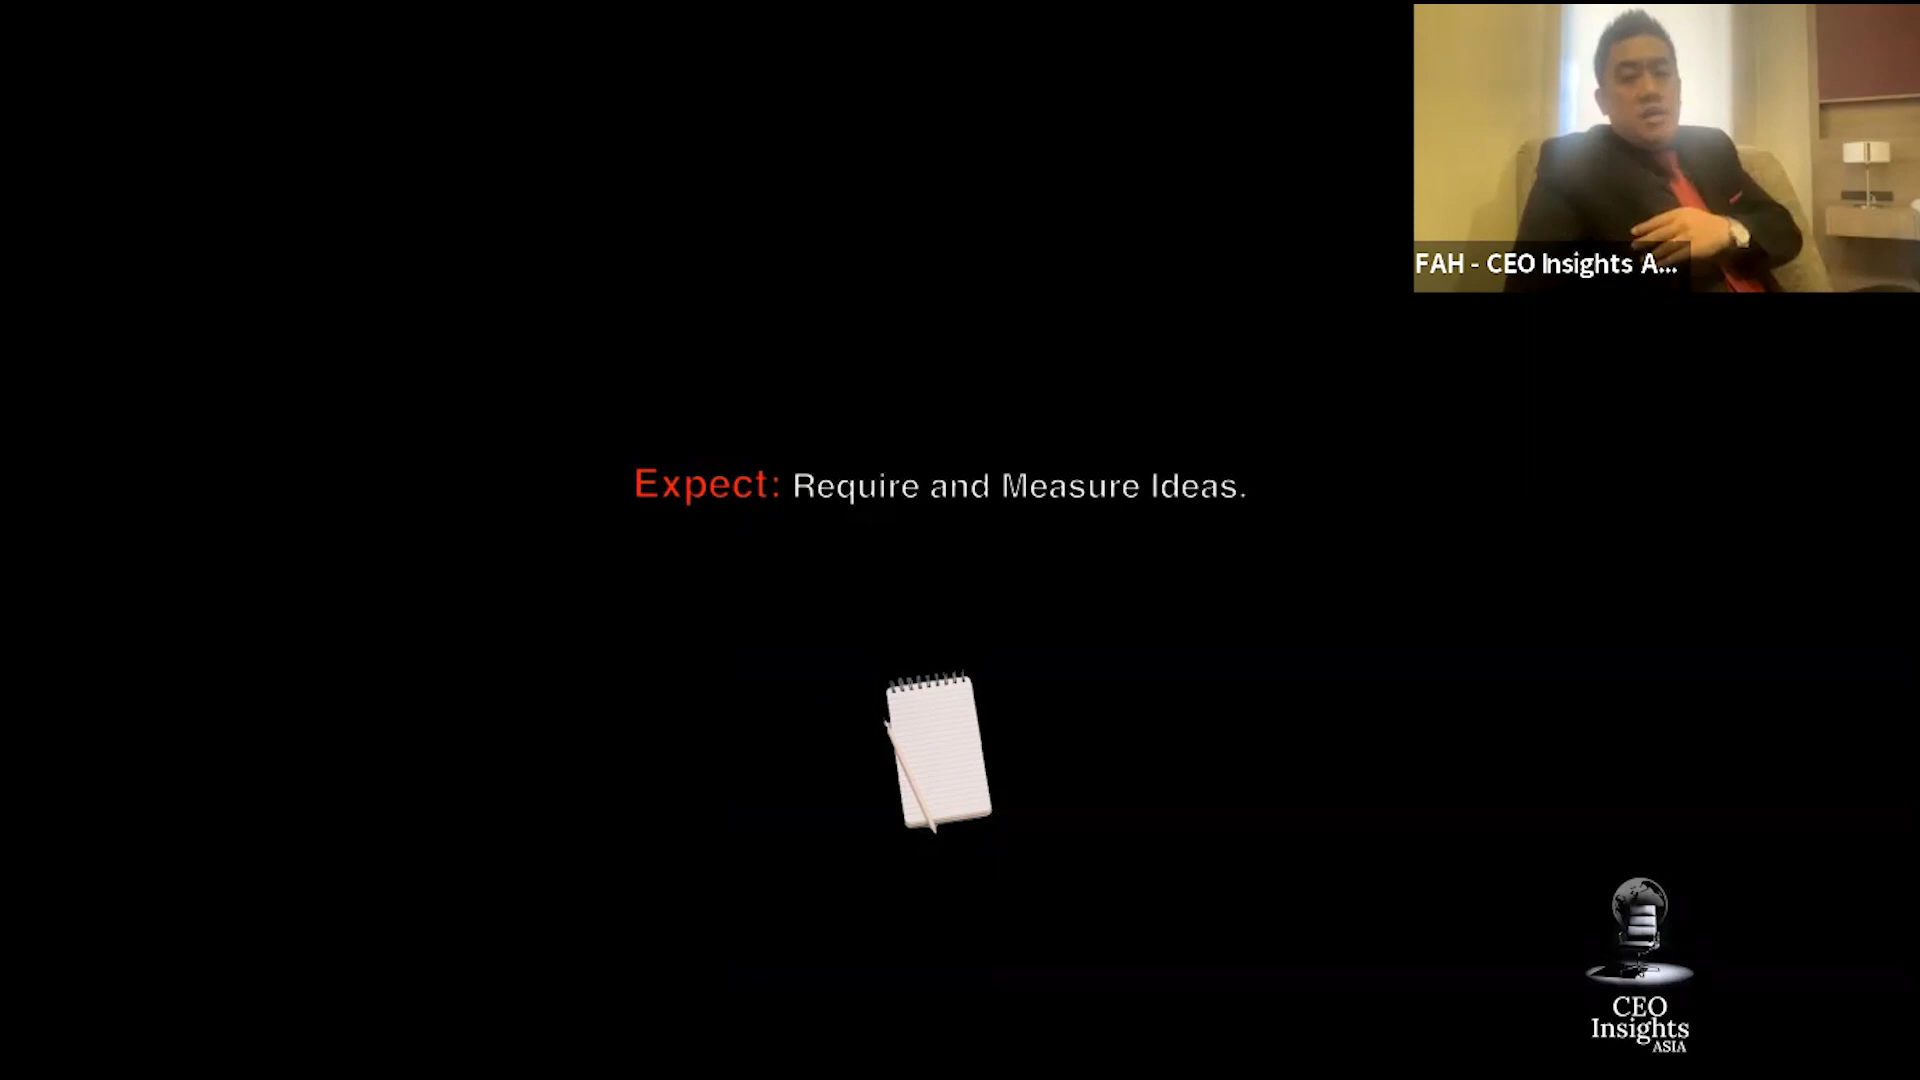 FAH - CEO Insights A...
Expect: Require and Measure Ideas.
CEO
Insights
ASIA